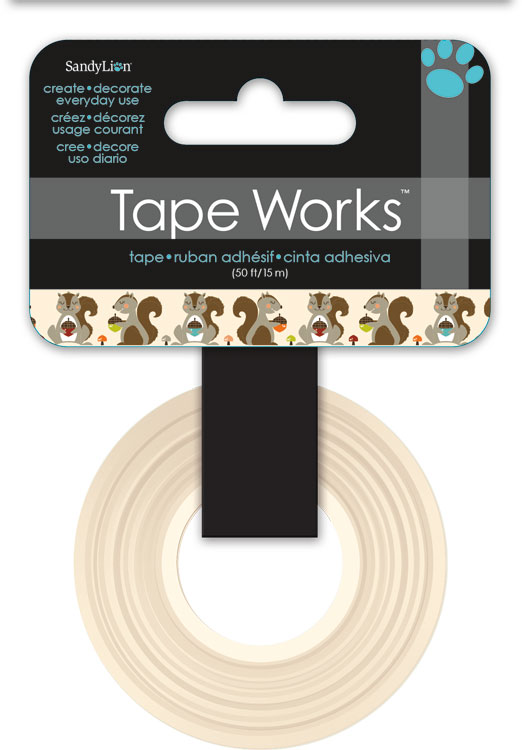 SandyLion
create•decorate
everyday use
créez•décorez
usage courant
cree•decore
uso diario
Tape Works™
tape•ruban adhésif•cinta adhesiva
(50 ft/15 m)